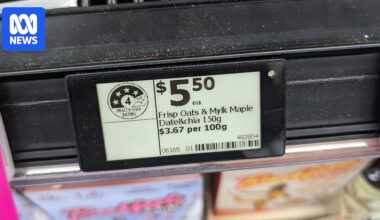 abc
NEWS
4
HEALTH STAR
RATING
$5.50
ea
Frisp Oats & Mylk Maple
Date&chia 150g
$3.67 per 100g
482804
06165 01